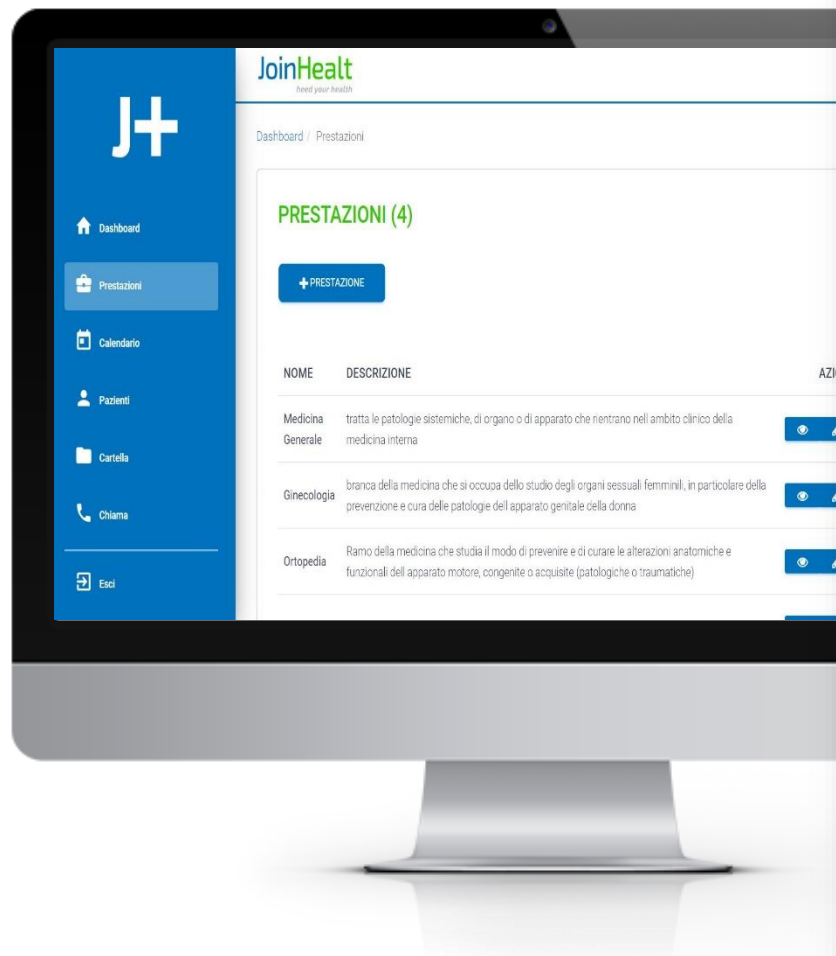 JoinHealt
heed your health
J+
Dashboard / Prestazioni
Dashboard
Prestazioni
Calendario
Pazienti
Cartella
Chiama
Esci
PRESTAZIONI (4)
+ PRESTAZIONE
NOME DESCRIZIONE
Medicina
Generale
tratta le patologie sistemiche, di organo o di apparato che rientrano nell ambito clinico della
medicina interna
Ginecologia
branca della medicina che si occupa dello studio degli organi sessuali femminili, in particolare della
prevenzione e cura delle patologie dell apparato genitale della donna
Ortopedia
Ramo della medicina che studia il modo di prevenire e di curare le alterazioni anatomiche e
funzionali dell apparato motore, congenite o acquisite (patologiche o traumatiche)